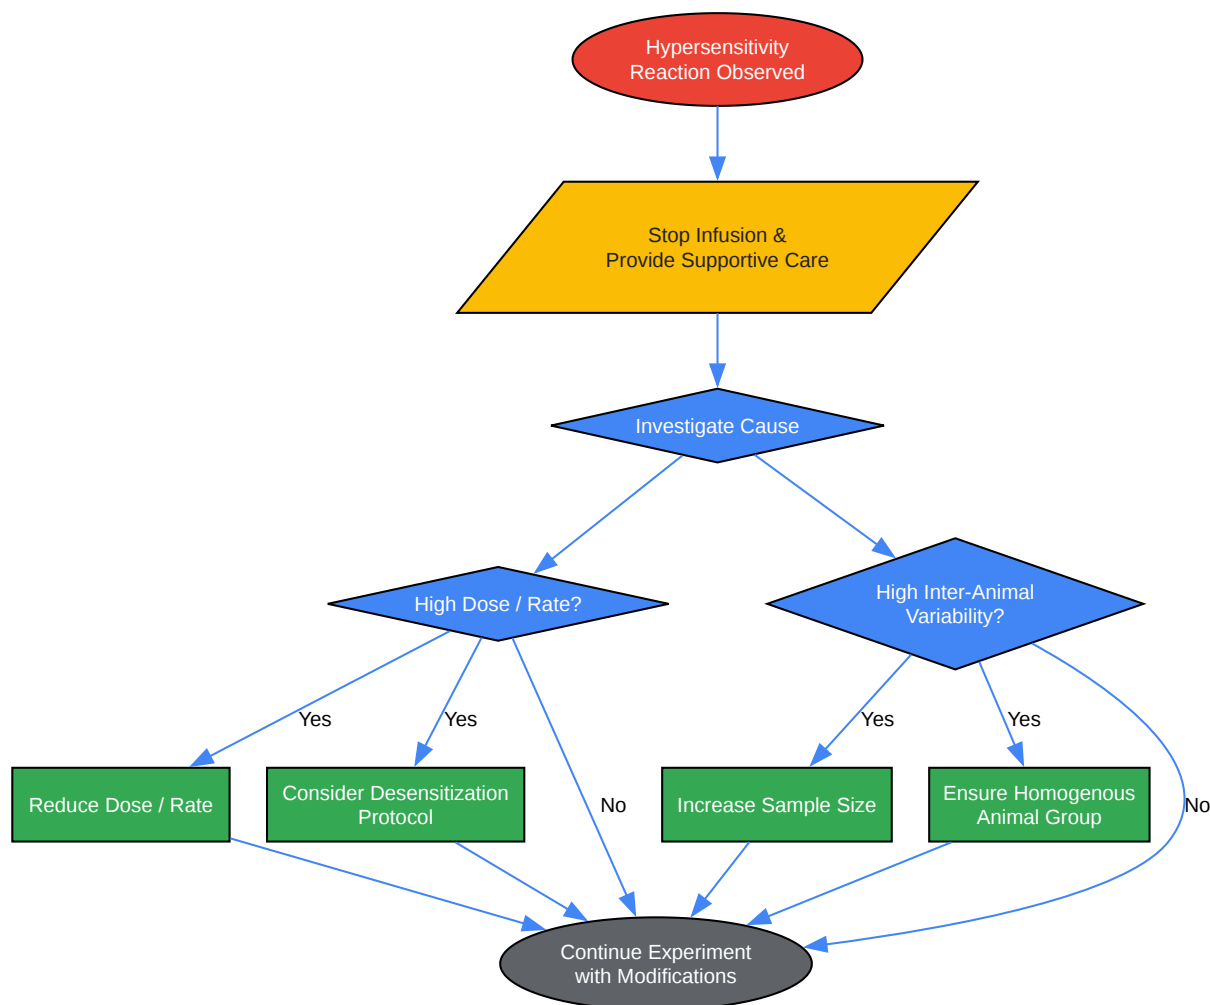 Hypersensitivity
Reaction Observed
Stop Infusion &
Provide Supportive Care
Investigate Cause
High Dose / Rate?
High Inter-Animal
Variability?
Yes
Yes
Yes
Yes
Reduce Dose / Rate
Consider Desensitization
Protocol
No
Increase Sample Size
Ensure Homogenous
Animal Group
No
Continue Experiment
with Modifications